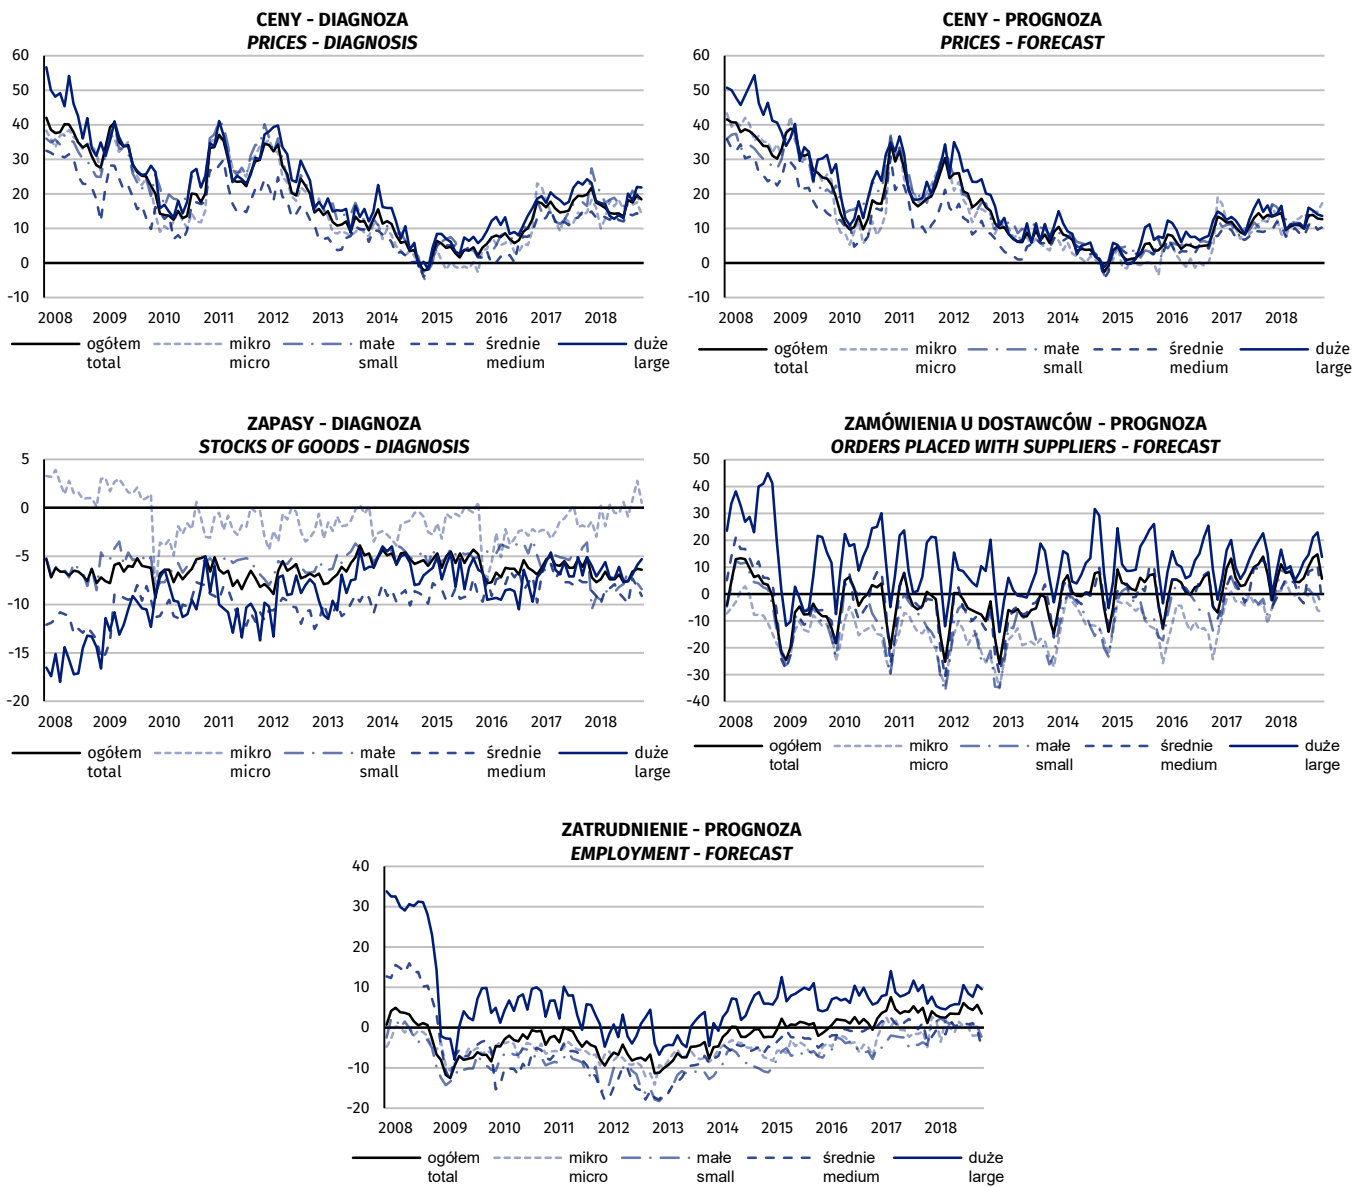 CENY - DIAGNOZA
PRICES - DIAGNOSIS
60
50
40
30
20
10
0
-10
2008 2009 2010 2011 2012 2013 2014 2015 2016 2017 2018
ogółem mikro małe średnie duże
total micro small medium large
CENY - PROGNOZA
PRICES - FORECAST
60
50
40
30
20
10
0
-10
2008 2009 2010 2011 2012 2013 2014 2015 2016 2017 2018
ogółem mikro małe średnie duże
total micro small medium large
ZAPASY - DIAGNOZA
STOCKS OF GOODS - DIAGNOSIS
5
0
-5
-10
-15
-20
2008 2009 2010 2011 2012 2013 2014 2015 2016 2017 2018
ogółem mikro małe średnie duże
total micro small medium large
ZAMÓWIENIA U DOSTAWCÓW - PROGNOZA
ORDERS PLACED WITH SUPPLIERS - FORECAST
50
40
30
20
10
0
-10
-20
-30
-40
2008 2009 2010 2011 2012 2013 2014 2015 2016 2017 2018
ogółem mikro małe średnie duże
total micro small medium large
ZATRUDNIENIE - PROGNOZA
EMPLOYMENT - FORECAST
40
30
20
10
0
-10
-20
2008 2009 2010 2011 2012 2013 2014 2015 2016 2017 2018
ogółem mikro małe średnie duże
total micro small medium large